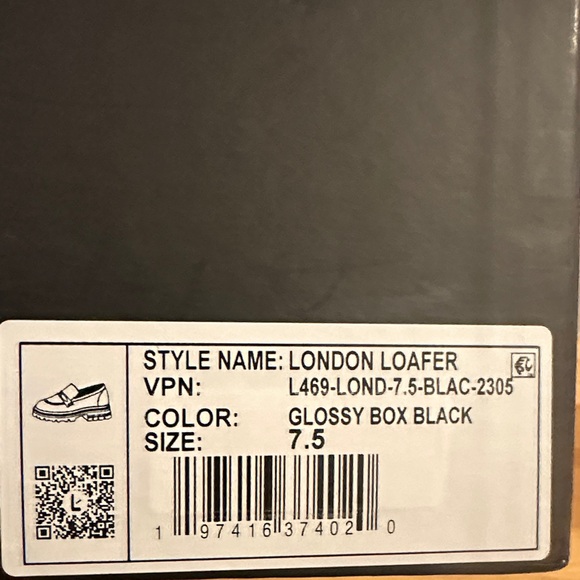 STYLE NAME: LONDON LOAFER
VPN: L469-LOND-7.5-BLAC-2305
COLOR: GLOSSY BOX BLACK
SIZE: 7.5
1 97416 37402 0